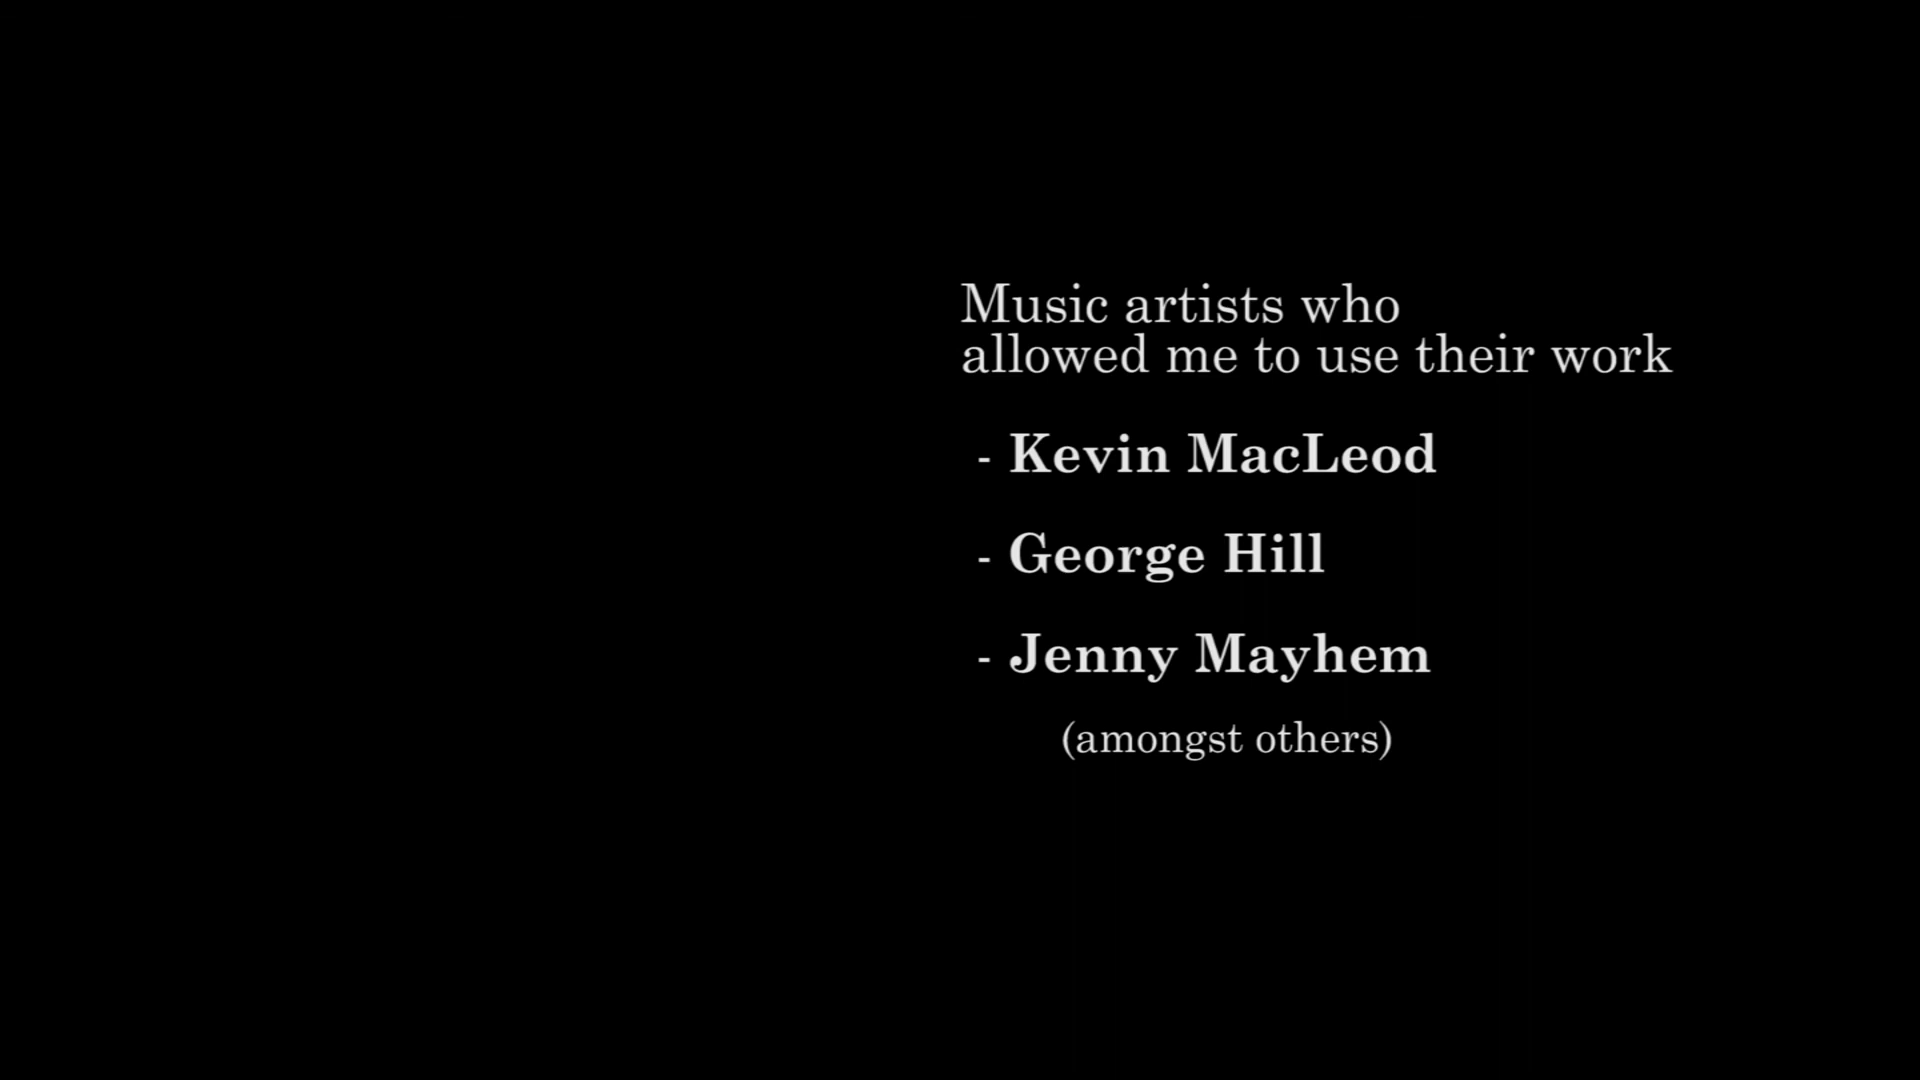 Music artists who
allowed me to use their work
- Kevin MacLeod
- George Hill
- Jenny Mayhem
(amongst others)